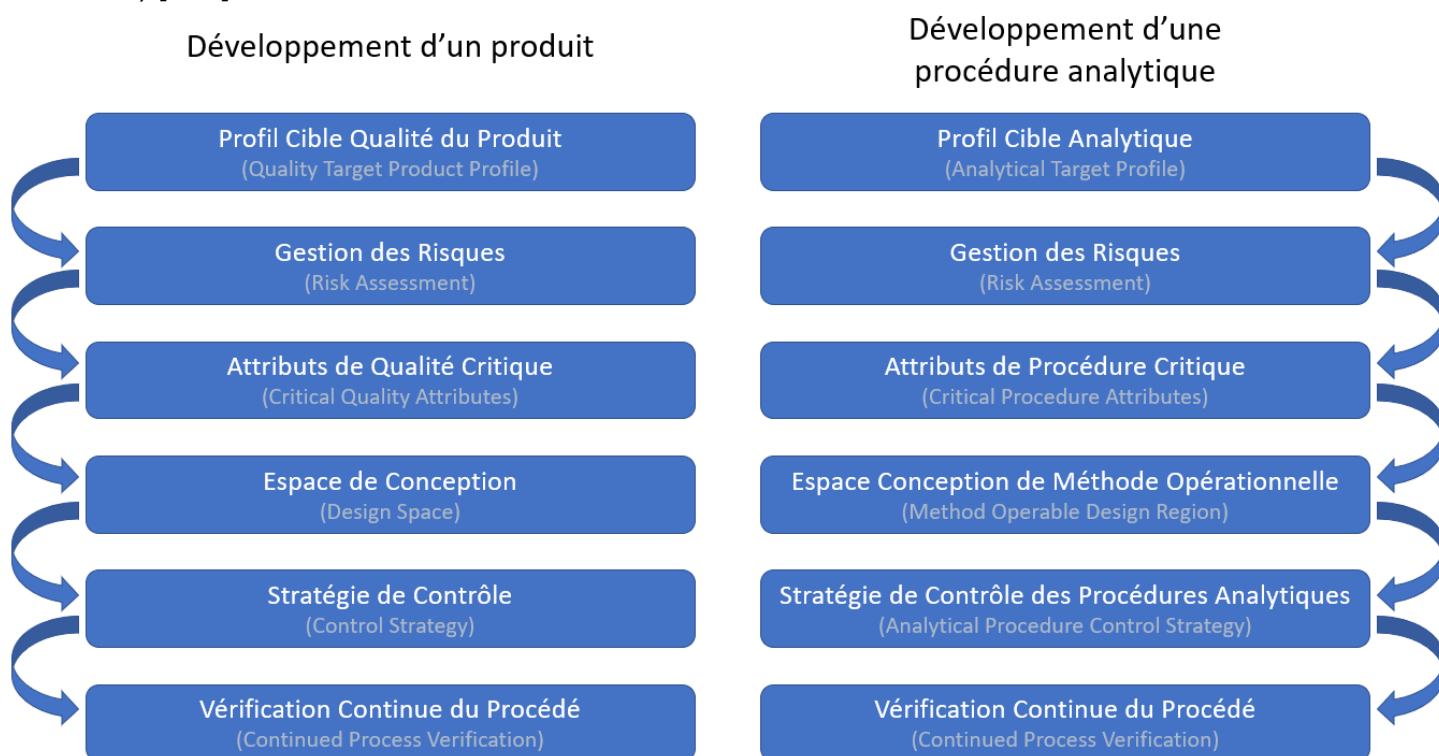 Développement d'un produit
Profil Cible Qualité du Produit
(Quality Target Product Profile)
Gestion des Risques
(Risk Assessment)
Attributs de Qualité Critique
(Critical Quality Attributes)
Espace de Conception
(Design Space)
Stratégie de Contrôle
(Control Strategy)
Vérification Continue du Procédé
(Continued Process Verification)
Développement d'une
procédure analytique
Profil Cible Analytique
(Analytical Target Profile)
Gestion des Risques
(Risk Assessment)
Attributs de Procédure Critique
(Critical Procedure Attributes)
Espace Conception de Méthode Opérationnelle
(Method Operable Design Region)
Stratégie de Contrôle des Procédures Analytiques
(Analytical Procedure Control Strategy)
Vérification Continue du Procédé
(Continued Process Verification)